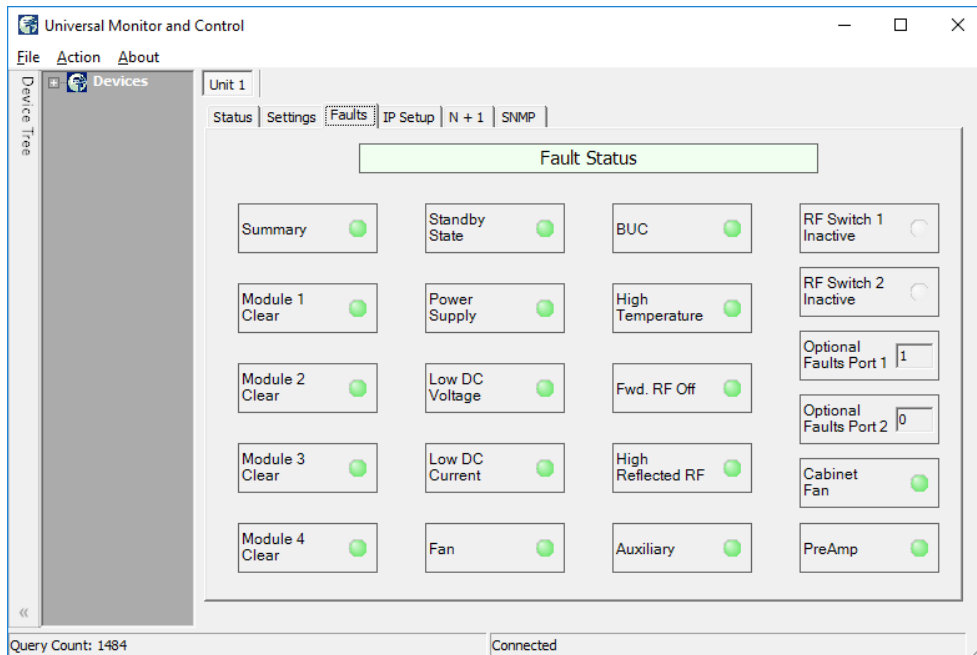 Universal Monitor and Control
File Action About
Device Tree
Devices
Unit 1
Status Settings Faults IP Setup N + 1 SNMP
Fault Status
Summary
Module 1
Clear
Module 2
Clear
Module 3
Clear
Module 4
Clear
Standby
State
Power
Supply
Low DC
Voltage
Low DC
Current
Fan
BUC
High
Temperature
Fwd. RF Off
High
Reflected RF
Auxiliary
RF Switch 1
Inactive
RF Switch 2
Inactive
Optional
Faults Port 1 1
Optional
Faults Port 2 0
Cabinet
Fan
PreAmp
Query Count: 1484
Connected